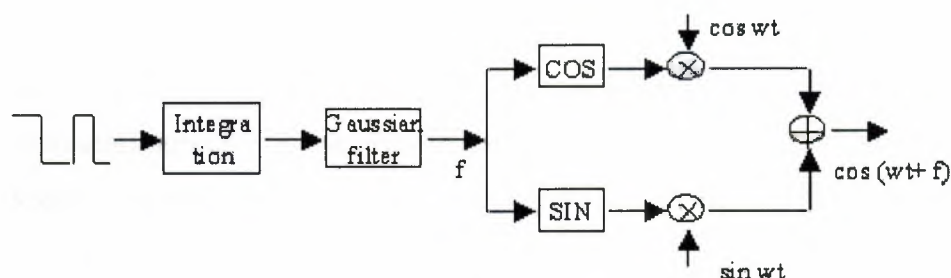 cos wt
COS
Integra
tion
Gaussian
filter
f
cos (wt+ f)
SIN
sin wt